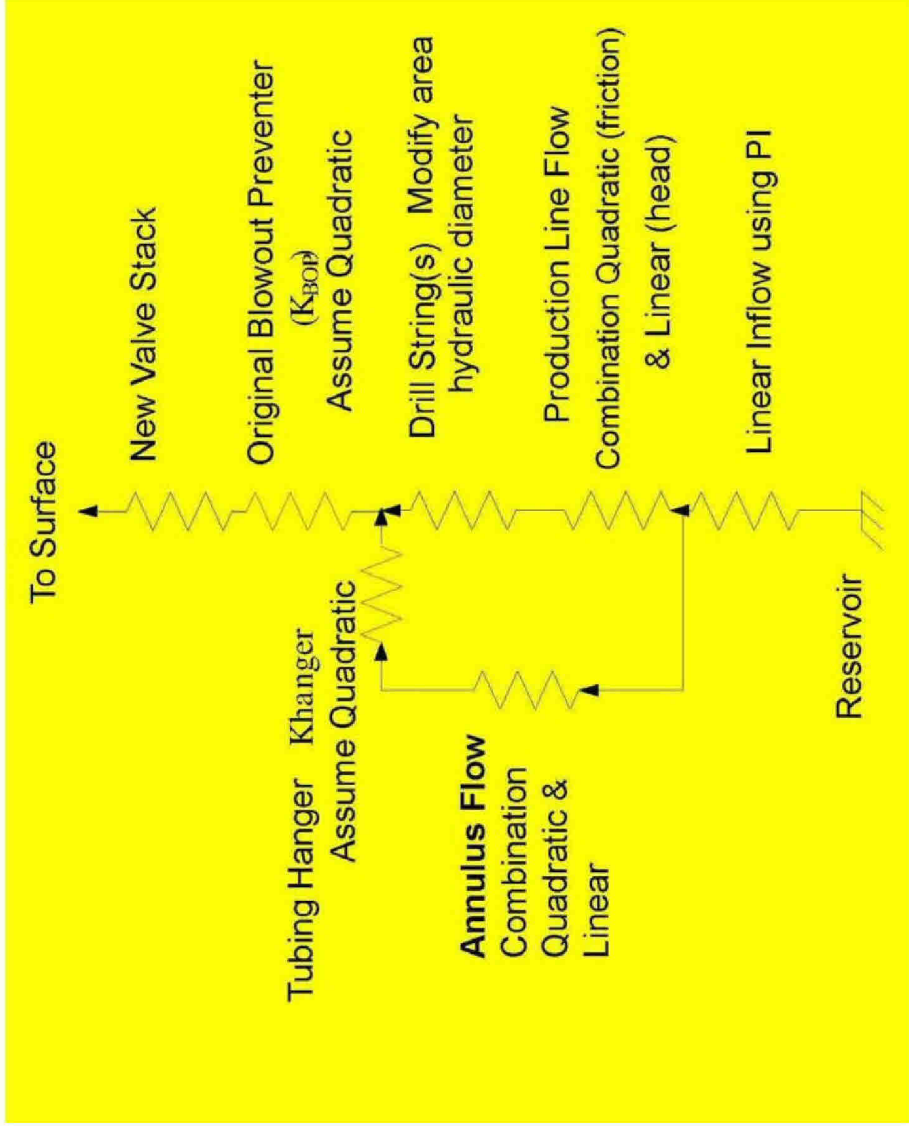 To Surface
New Valve Stack
Original Blowout Preventer
(KBOP)
Assume Quadratic
Tubing Hanger Khanger
Assume Quadratic
Drill String(s) Modify area
hydraulic diameter
Annulus Flow
Combination
Quadratic &
Linear
Production Line Flow
Combination Quadratic (friction)
& Linear (head)
Linear Inflow using PI
Reservoir